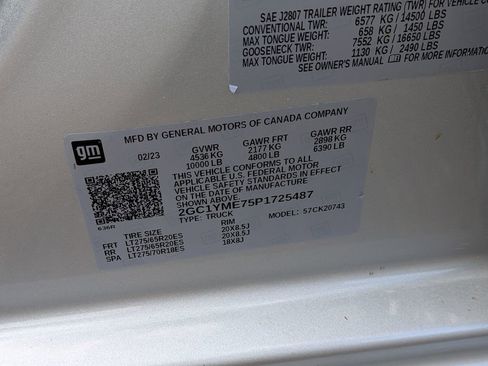 SAE J2807 TRAILER WEIGHT RATING (TWR) FOR VEHICLE CO
CONVENTIONAL TWR: 6577 KG / 14500 LBS
MAX TONGUE WEIGHT: 658 KG / 1450 LBS
GOOSENECK TWR: 7552 KG / 16650 LBS
MAX TONGUE WEIGHT: 1130 KG / 2490 LBS
SEE OWNER'S MANUAL FOR MORE INFORMATION
gm
MFD BY GENERAL MOTORS OF CANADA COMPANY
02/23 GVWR GAWR FRT GAWR RR
4536 KG 2177 KG 2898 KG
10000 LB 4800 LB 6390 LB
THIS VEHICLE CONFORMS TO ALL
APPLICABLE U.S. FEDERAL MOTOR
VEHICLE SAFETY STANDARDS IN EFFECT
ON THE DATE OF MANUFACTURE
SHOWN ABOVE.
2GC1YME75P1725487
TYPE: TRUCK MODEL: 57CK20743
636R
TIRE SIZE RIM
FRT LT275/65R20ES 20X8.5J
RR LT275/65R20ES 20X8.5J
SPA LT275/70R18ES 18X8J